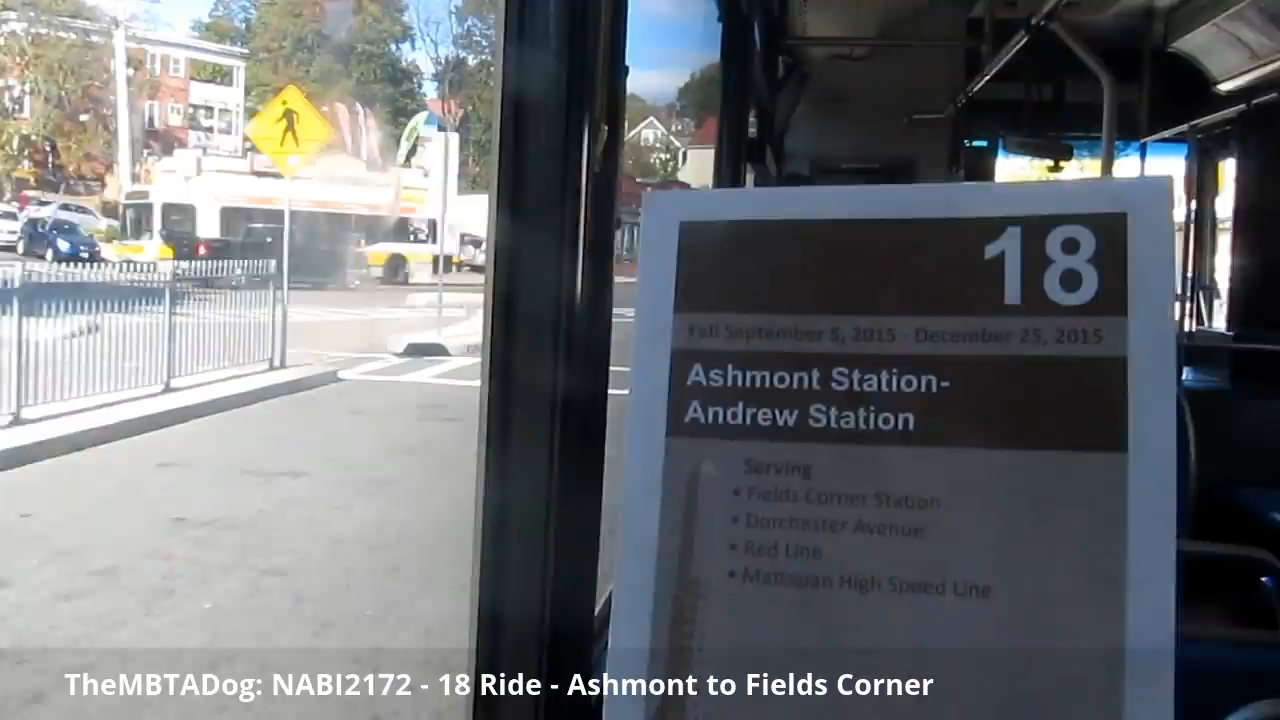 18
Fall September 5, 2015 - December 25, 2015
Ashmont Station-
Andrew Station
Serving
• Fields Corner Station
• Dorchester Avenue
• Red Line
• Mattapan High Speed Line
TheMBTADog: NABI2172 - 18 Ride - Ashmont to Fields Corner